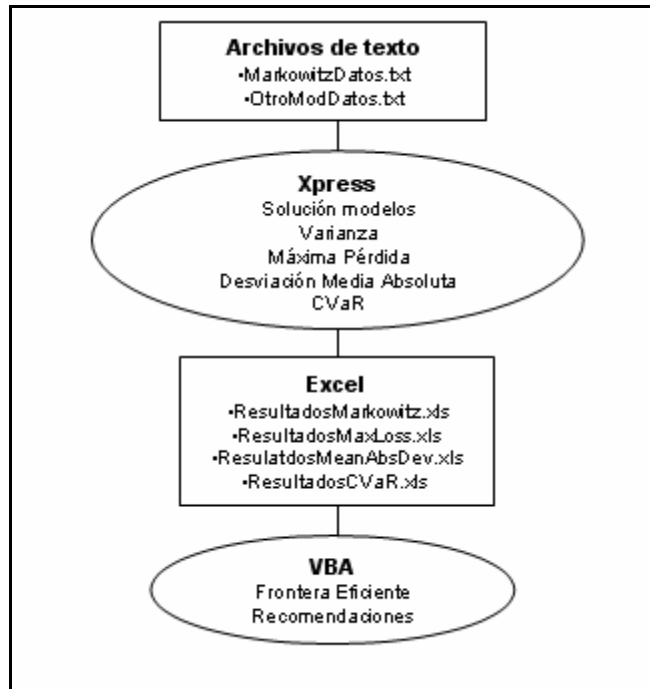 Archivos de texto
•MarkowitzDatos.txt
•OtroModDatos.txt
Xpress
Solución modelos
Varianza
Máxima Pérdida
Desviación Media Absoluta
CVaR
Excel
•ResultadosMarkowitz.xls
•ResultadosMaxLoss.xls
•ResulatdosMeanAbsDev.xls
•ResultadosCVaR.xls
VBA
Frontera Eficiente
Recomendaciones